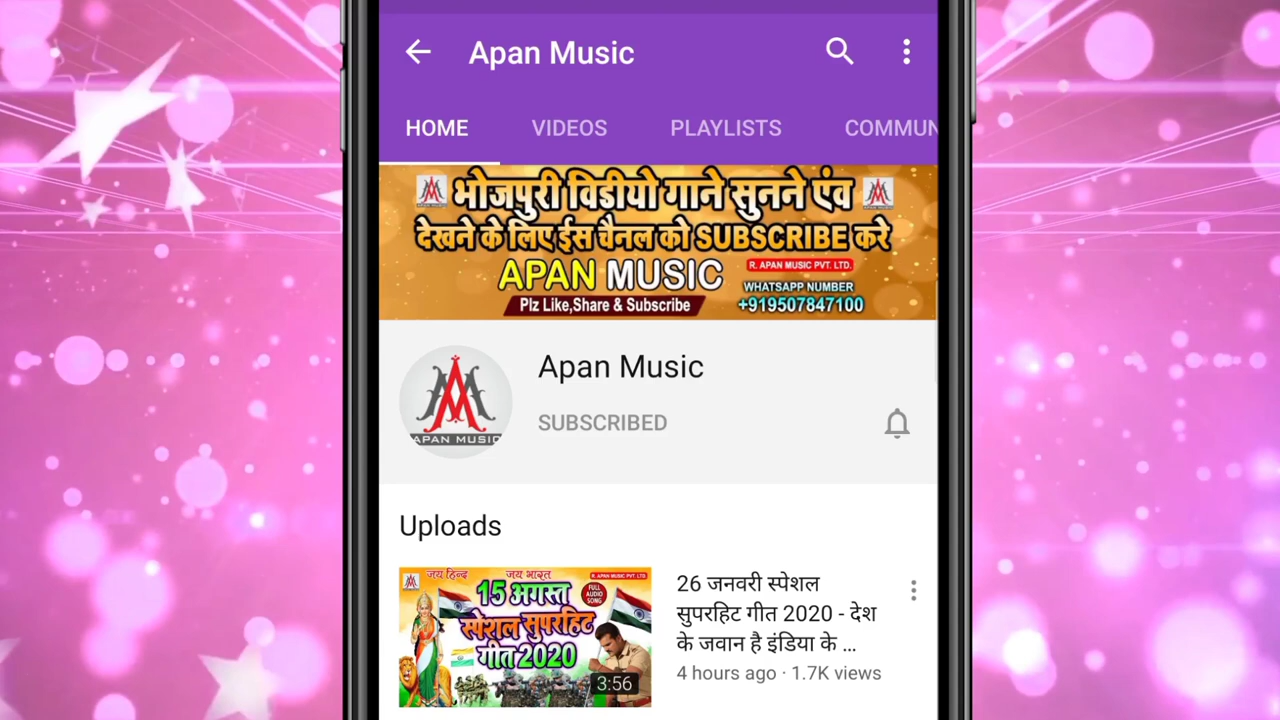 Apan Music
HOME VIDEOS PLAYLISTS COMMUN
भोजपुरी विडीयो गाने सुनने एंव
देखने के लिए ईस चैनल को SUBSCRIBE करे
APAN MUSIC
R. APAN MUSIC PVT. LTD.
WHATSAPP NUMBER
Plz Like,Share & Subscribe
+919507847100
Apan Music
APAN MUSIC
SUBSCRIBED
Uploads
जय हिन्द जय भारत
R. APAN MUSIC PVT. LTD
15 अगस्त
FULL
AUDIO
SONG
स्पेशल सुपरहिट
गीत 2020
3:56
26 जनवरी स्पेशल
सुपरहिट गीत 2020 - देश
के जवान है इंडिया के ...
4 hours ago · 1.7K views